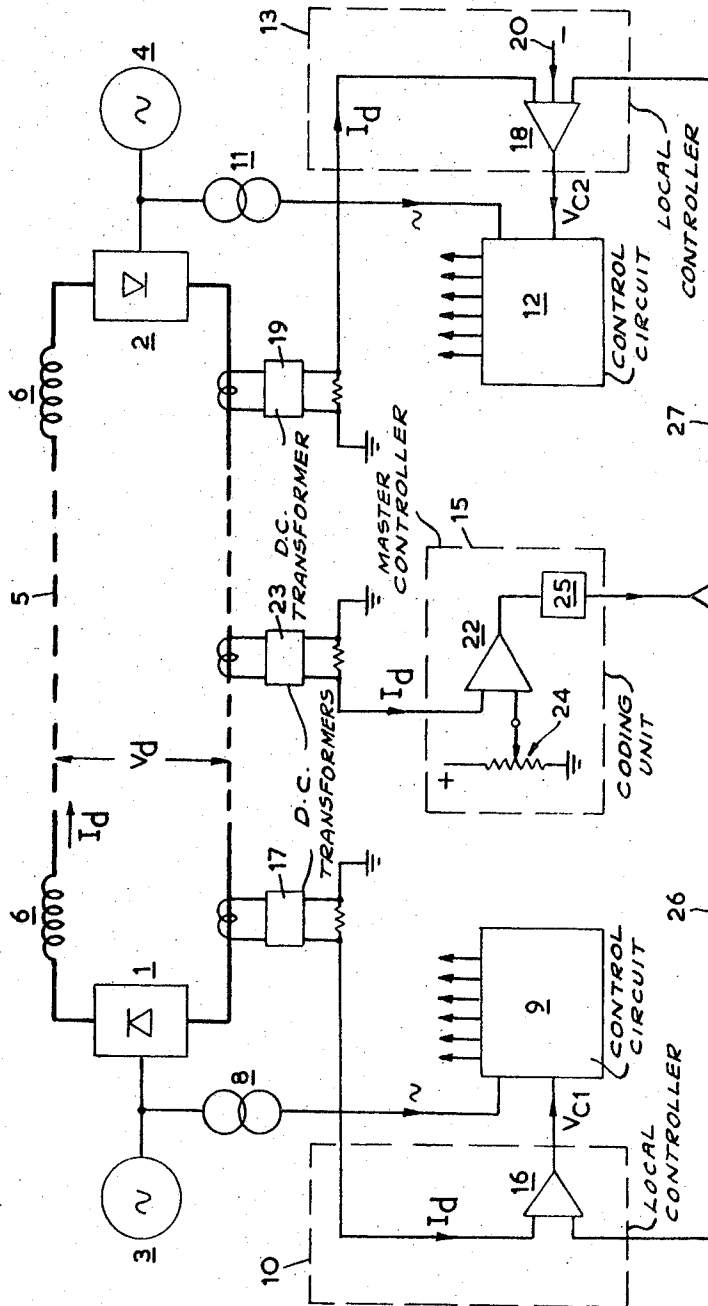 3
~
8
~
1
6
Id
5
Vd
6
2
4
~
11
~
17
D.C.
TRANSFORMERS
23
D.C.
TRANSFORMER
19
Id
Id
Id
10
16
LOCAL
CONTROLLER
VC1
9
CONTROL
CIRCUIT
MASTER
CONTROLLER
15
22
25
24
+
CODING
UNIT
12
CONTROL
CIRCUIT
VC2
13
18
20
−
LOCAL
CONTROLLER
26
27